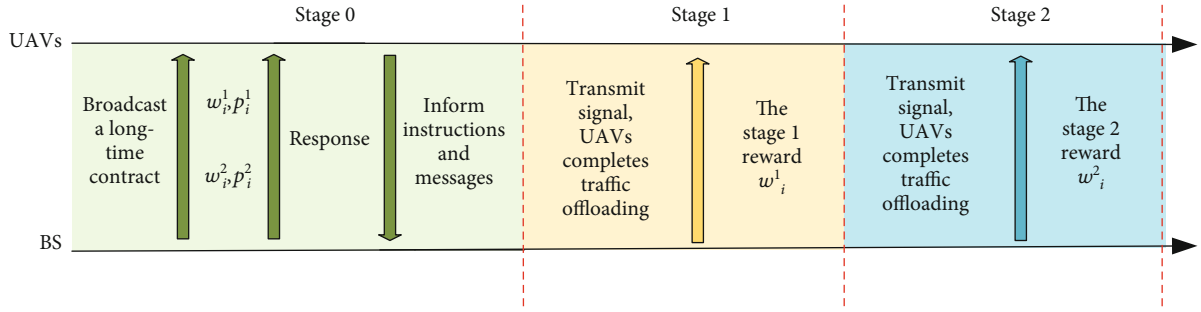 Stage 0
Stage 1
Stage 2
UAVs
Broadcast
a long-
time
contract
w_i^1, p_i^1
w_i^2, p_i^2
Response
Inform
instructions
and
messages
Transmit
signal,
UAVs
completes
traffic
offloading
The
stage 1
reward
w^1_i
Transmit
signal,
UAVs
completes
traffic
offloading
The
stage 2
reward
w^2_i
BS